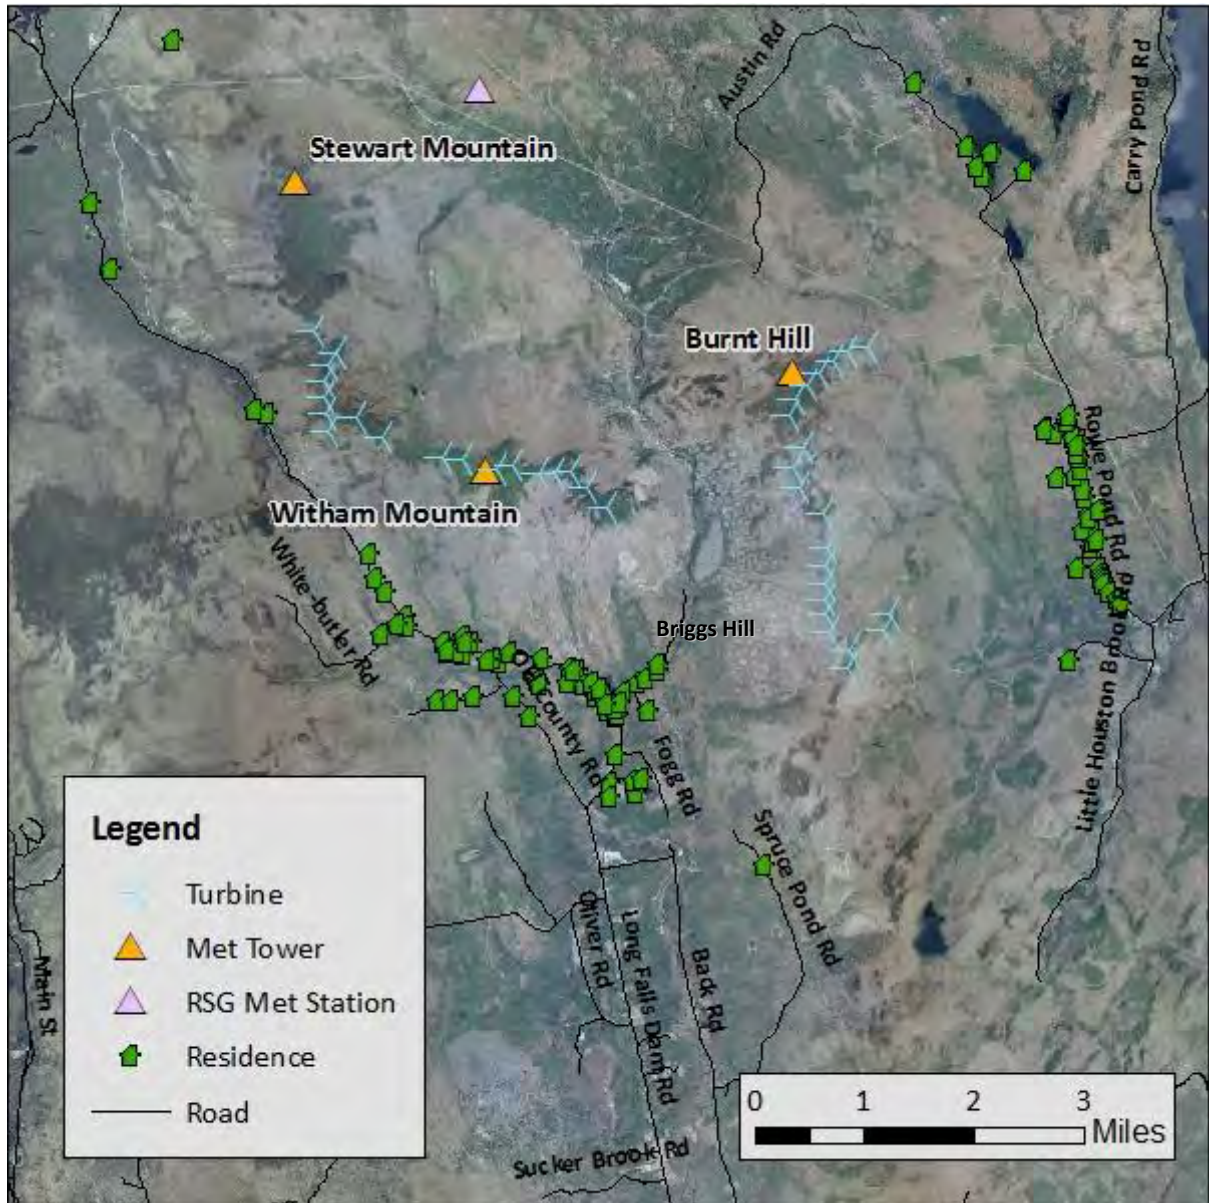 Austin Rd
Carry Pond Rd
Stewart Mountain
Burnt Hill
Witham Mountain
Rowe Pond Rd
White-butler Rd
Briggs Hill
Old County Rd
Little Houston Brook Rd
Fogg Rd
Spruce Pond Rd
Oliver Rd
Long Falls Dam Rd
Back Rd
Main St
Sucker Brook Rd
Legend
Turbine
Met Tower
RSG Met Station
Residence
Road
0 1 2 3
Miles